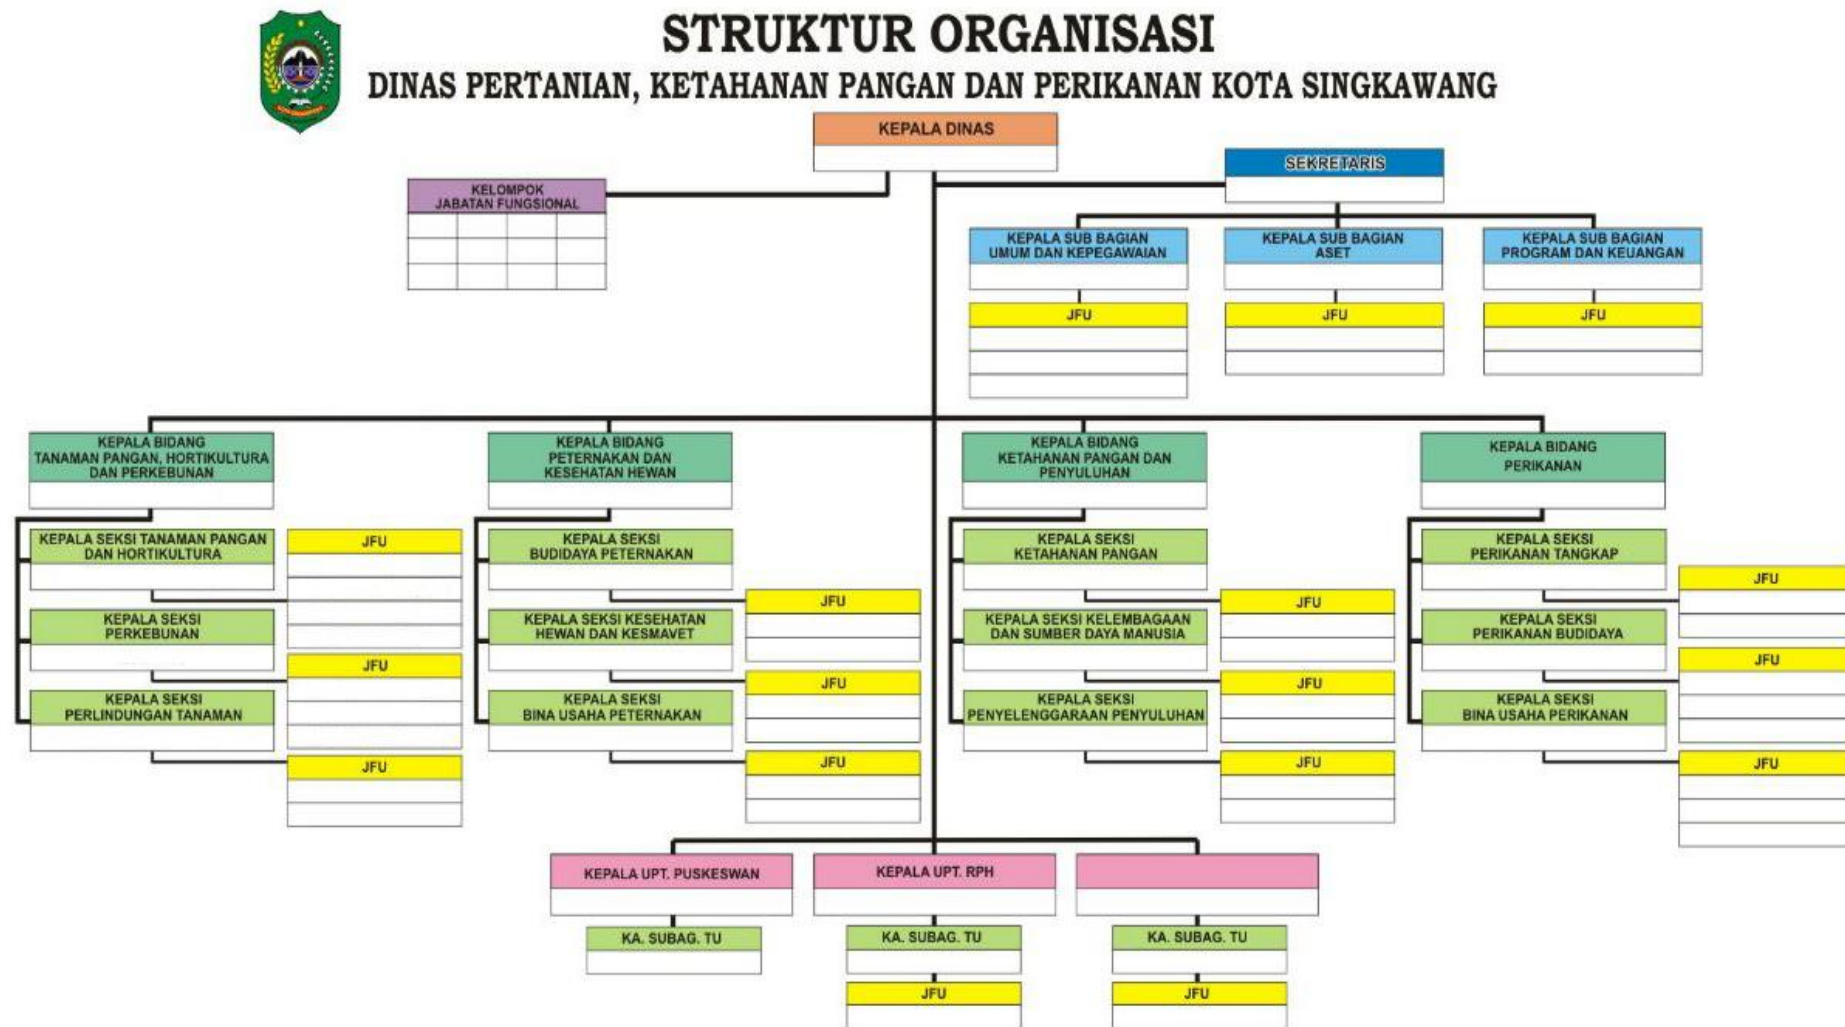 STRUKTUR ORGANISASI
DINAS PERTANIAN, KETAHANAN PANGAN DAN PERIKANAN KOTA SINGKAWANG
KEPALA DINAS
SEKRETARIS
KELOMPOK
JABATAN FUNGSIONAL
KEPALA SUB BAGIAN
UMUM DAN KEPEGAWAIAN
KEPALA SUB BAGIAN
ASET
KEPALA SUB BAGIAN
PROGRAM DAN KEUANGAN
JFU
JFU
JFU
KEPALA BIDANG
TANAMAN PANGAN, HORTIKULTURA
DAN PERKEBUNAN
KEPALA SEKSI TANAMAN PANGAN
DAN HORTIKULTURA
JFU
KEPALA SEKSI
PERKEBUNAN
JFU
KEPALA SEKSI
PERLINDUNGAN TANAMAN
JFU
KEPALA BIDANG
PETERNAKAN DAN
KESEHATAN HEWAN
KEPALA SEKSI
BUDIDAYA PETERNAKAN
JFU
KEPALA SEKSI KESEHATAN
HEWAN DAN KESMAVET
JFU
KEPALA SEKSI
BINA USAHA PETERNAKAN
JFU
KEPALA BIDANG
KETAHANAN PANGAN DAN
PENYULUHAN
KEPALA SEKSI
KETAHANAN PANGAN
JFU
KEPALA SEKSI KELEMBAGAAN
DAN SUMBER DAYA MANUSIA
JFU
KEPALA SEKSI
PENYELENGGARAAN PENYULUHAN
JFU
KEPALA BIDANG
PERIKANAN
KEPALA SEKSI
PERIKANAN TANGKAP
JFU
KEPALA SEKSI
PERIKANAN BUDIDAYA
JFU
KEPALA SEKSI
BINA USAHA PERIKANAN
JFU
KEPALA UPT. PUSKESWAN
KEPALA UPT. RPH
KA. SUBAG. TU
KA. SUBAG. TU
KA. SUBAG. TU
JFU
JFU